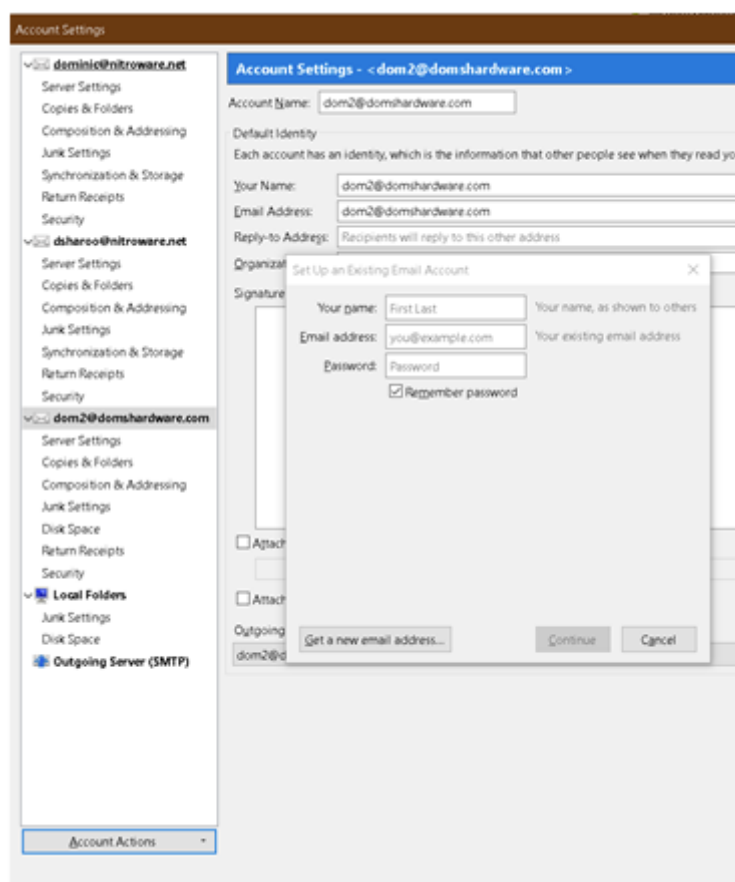 Account Settings
dominic@nitroware.net
Server Settings
Copies & Folders
Composition & Addressing
Junk Settings
Synchronization & Storage
Return Receipts
Security
dsharoo@nitroware.net
Server Settings
Copies & Folders
Composition & Addressing
Junk Settings
Synchronization & Storage
Return Receipts
Security
dom2@domshardware.com
Server Settings
Copies & Folders
Composition & Addressing
Junk Settings
Disk Space
Return Receipts
Security
Local Folders
Junk Settings
Disk Space
Outgoing Server (SMTP)
Account Actions
Account Settings - <dom2@domshardware.com>
Account Name: dom2@domshardware.com
Default Identity
Each account has an identity, which is the information that other people see when they read yo
Your Name: dom2@domshardware.com
Email Address: dom2@domshardware.com
Reply-to Address: Recipients will reply to this other address
Organizat
Signature
Attach
Attach
Outgoing
dom2@d
Set Up an Existing Email Account
Your name: First Last Your name, as shown to others
Email address: you@example.com Your existing email address
Password: Password
Remember password
Get a new email address... Continue Cancel